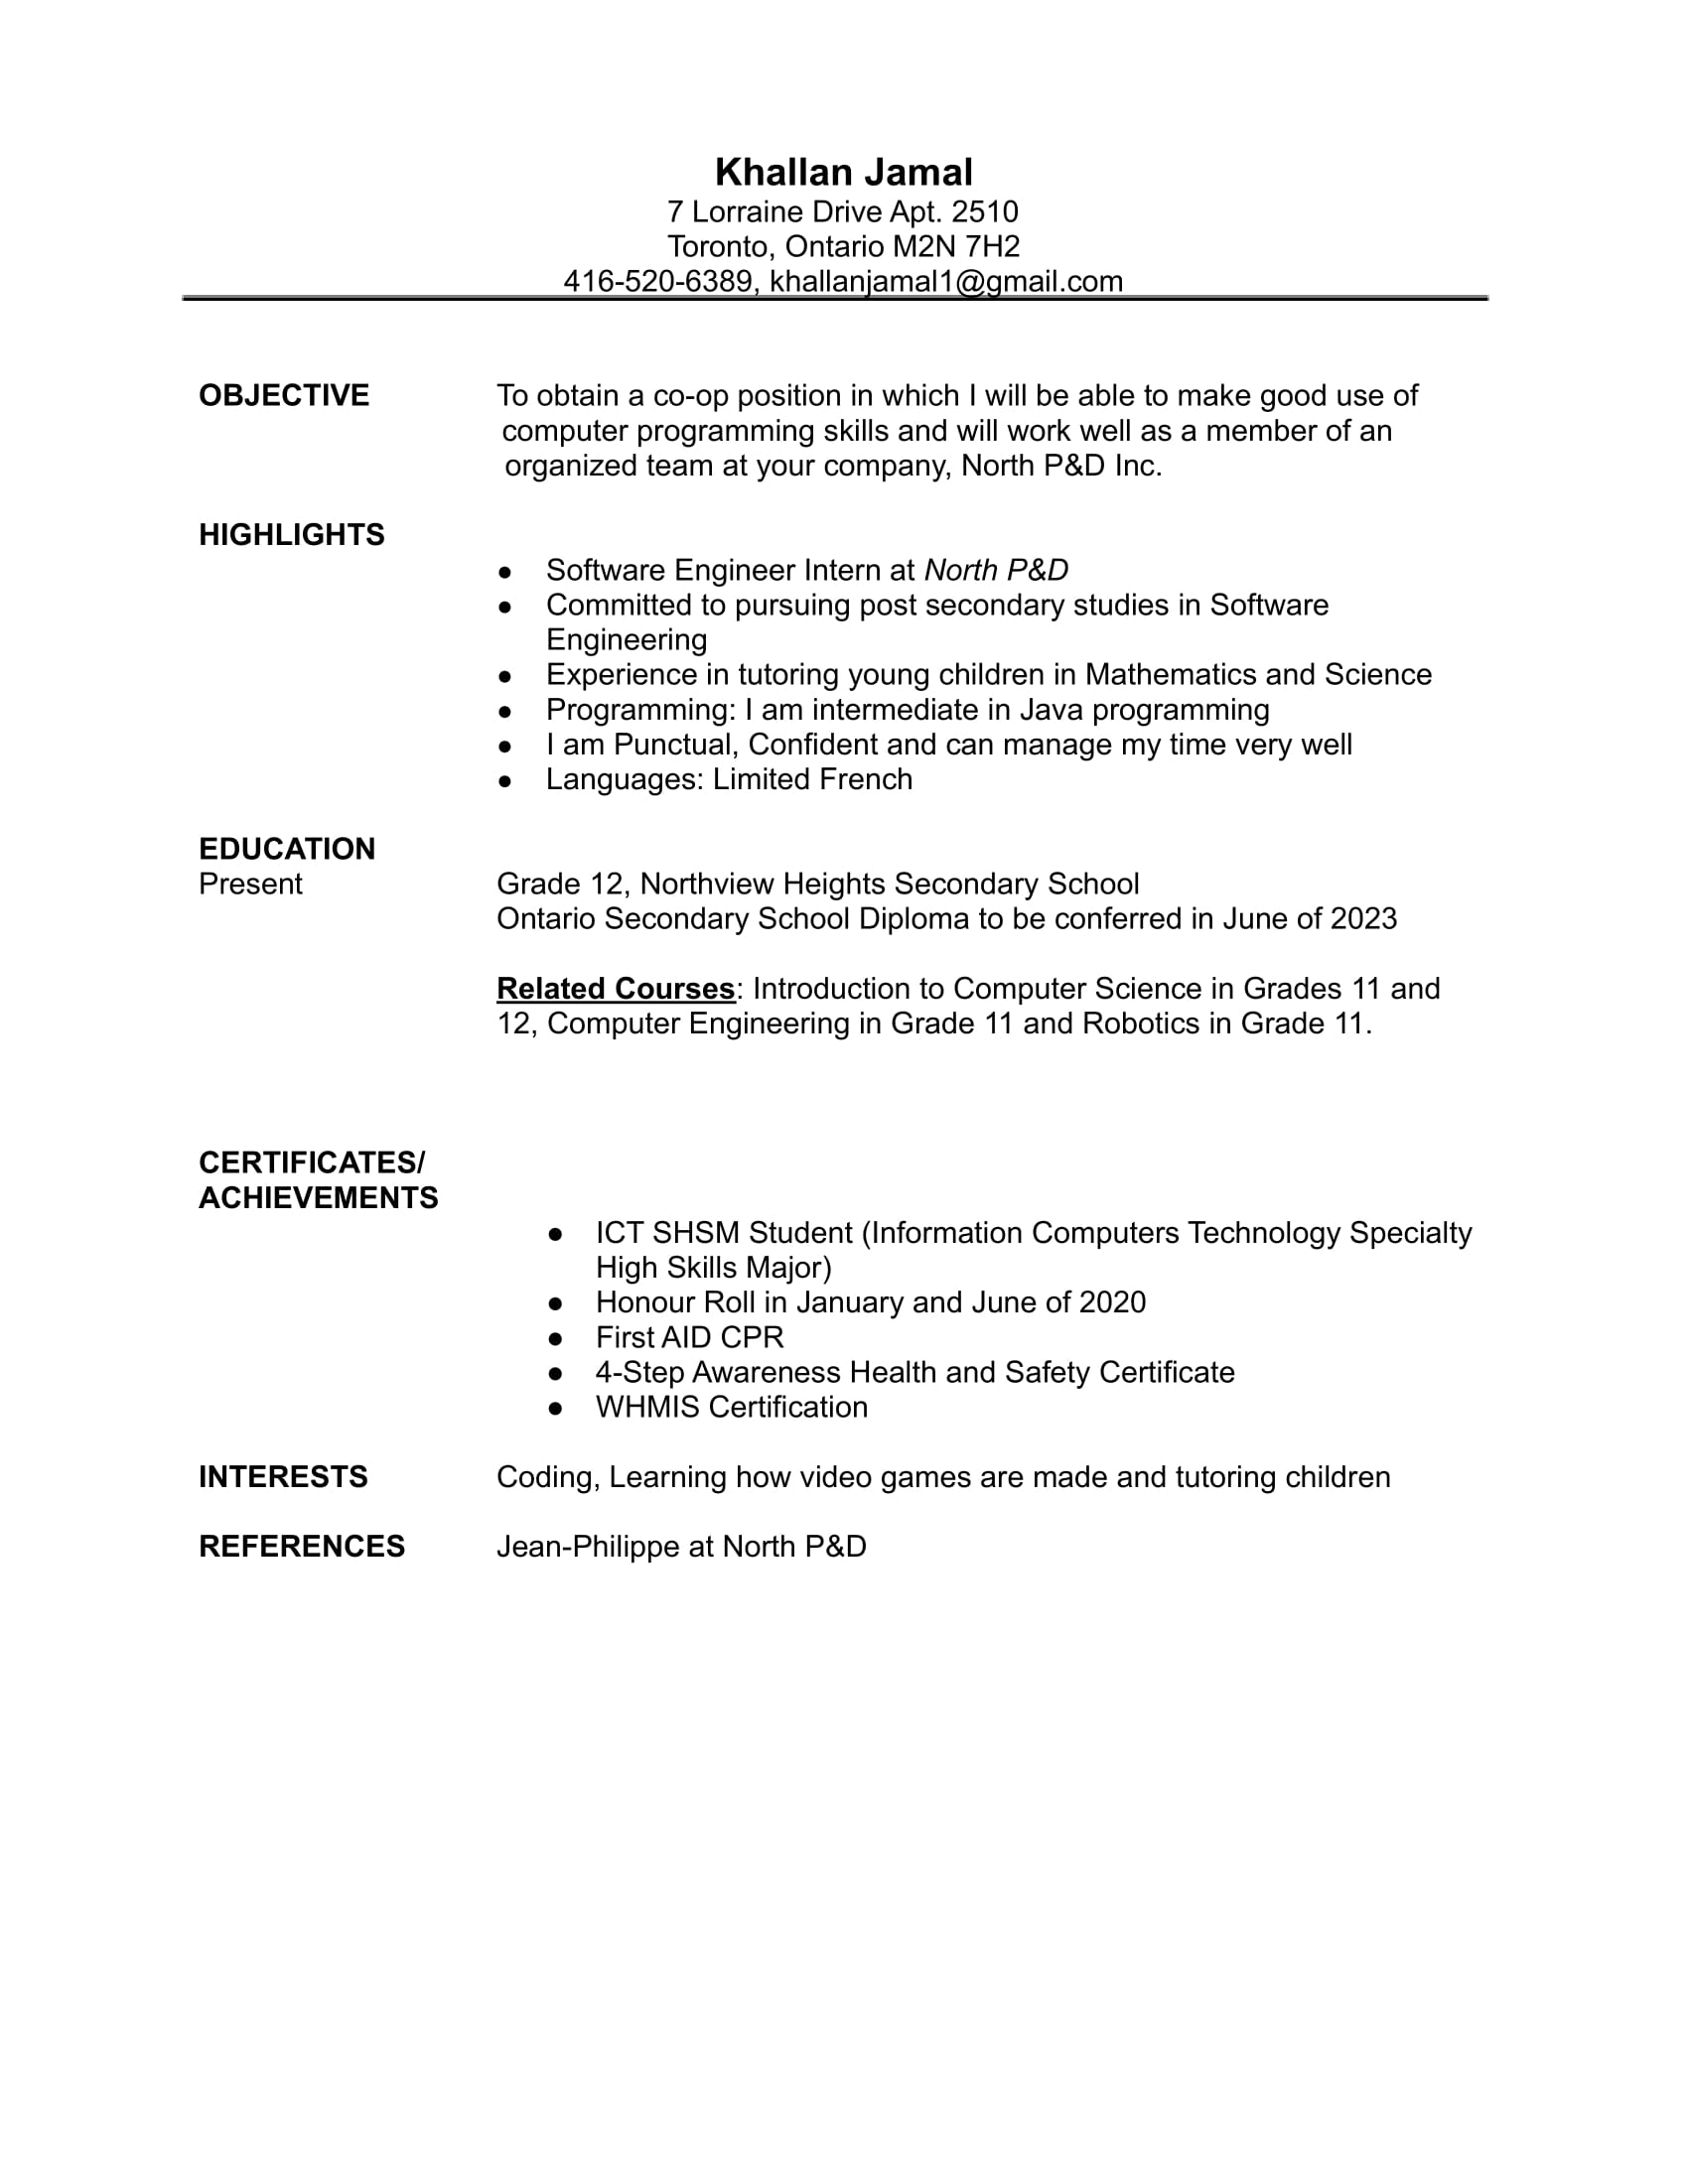 Khallan Jamal
7 Lorraine Drive Apt. 2510
Toronto, Ontario M2N 7H2
416-520-6389, khallanjamal1@gmail.com
OBJECTIVE To obtain a co-op position in which I will be able to make good use of
computer programming skills and will work well as a member of an
organized team at your company, North P&D Inc.
HIGHLIGHTS
● Software Engineer Intern at North P&D
● Committed to pursuing post secondary studies in Software
Engineering
● Experience in tutoring young children in Mathematics and Science
● Programming: I am intermediate in Java programming
● I am Punctual, Confident and can manage my time very well
● Languages: Limited French
EDUCATION
Present Grade 12, Northview Heights Secondary School
Ontario Secondary School Diploma to be conferred in June of 2023
Related Courses: Introduction to Computer Science in Grades 11 and
12, Computer Engineering in Grade 11 and Robotics in Grade 11.
CERTIFICATES/
ACHIEVEMENTS
● ICT SHSM Student (Information Computers Technology Specialty
High Skills Major)
● Honour Roll in January and June of 2020
● First AID CPR
● 4-Step Awareness Health and Safety Certificate
● WHMIS Certification
INTERESTS Coding, Learning how video games are made and tutoring children
REFERENCES Jean-Philippe at North P&D